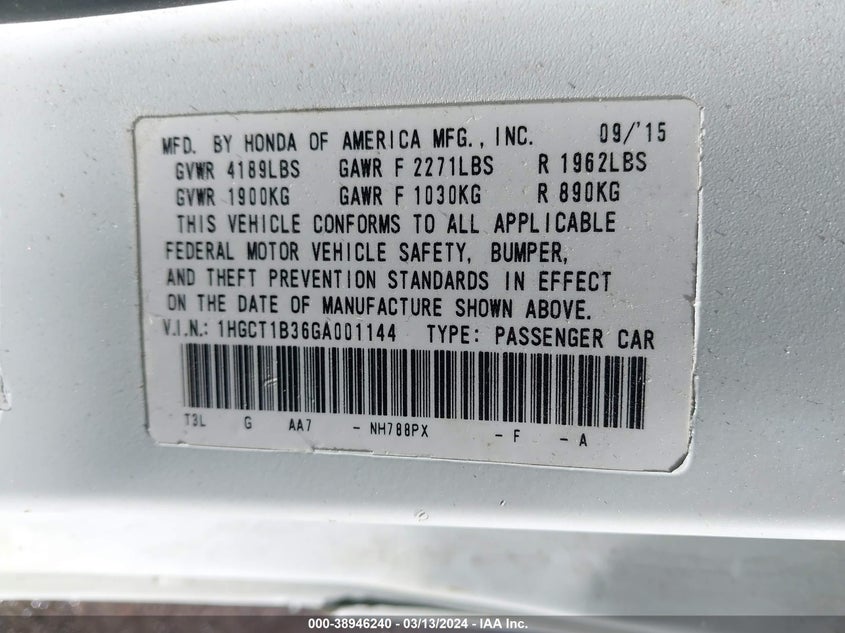 MFD. BY HONDA OF AMERICA MFG., INC. 09/'15
GVWR 4189LBS GAWR F 2271LBS R 1962LBS
GVWR 1900KG GAWR F 1030KG R 890KG
THIS VEHICLE CONFORMS TO ALL APPLICABLE
FEDERAL MOTOR VEHICLE SAFETY, BUMPER,
AND THEFT PREVENTION STANDARDS IN EFFECT
ON THE DATE OF MANUFACTURE SHOWN ABOVE.
V.I.N.: 1HGCT1B36GA001144 TYPE: PASSENGER CAR
T3L G AA7 - NH788PX - F - A
000-38946240 - 03/13/2024 - IAA Inc.